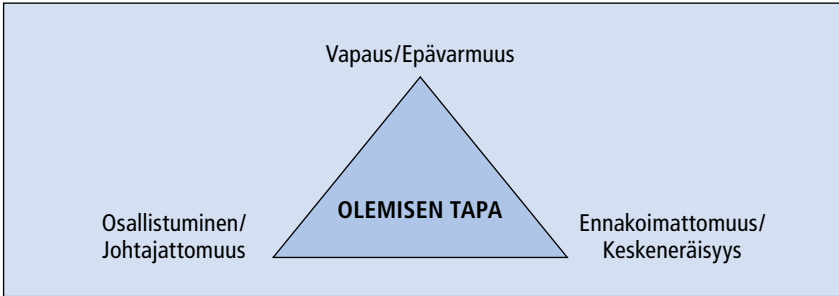 Vapaus/Epävarmuus
OLEMISEN TAPA
Osallistuminen/
Johtajattomuus
Ennakoimattomuus/
Keskeneräisyys